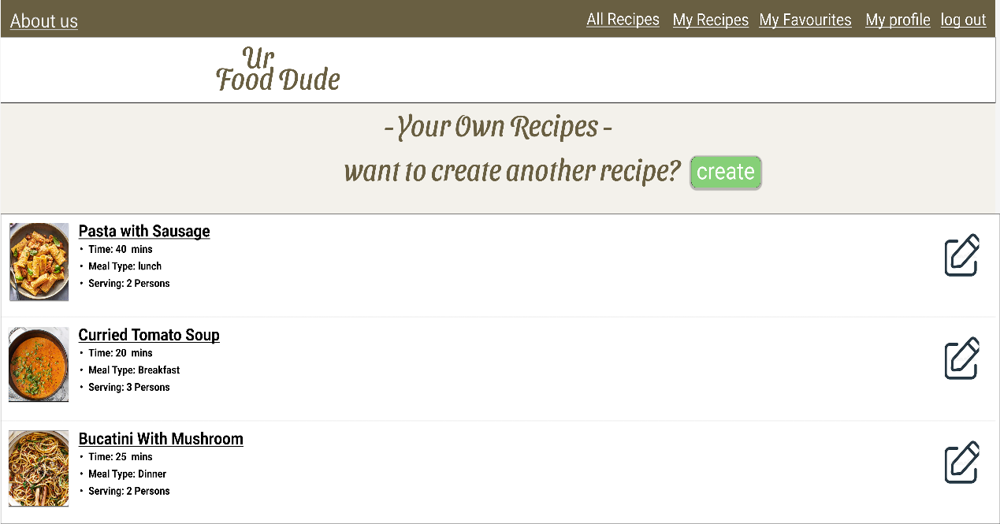 About us
All Recipes My Recipes My Favourites My profile log out
Ur
Food Dude
- Your Own Recipes -
want to create another recipe? create
Pasta with Sausage
• Time: 40 mins
• Meal Type: lunch
• Serving: 2 Persons
Curried Tomato Soup
• Time: 20 mins
• Meal Type: Breakfast
• Serving: 3 Persons
Bucatini With Mushroom
• Time: 25 mins
• Meal Type: Dinner
• Serving: 2 Persons